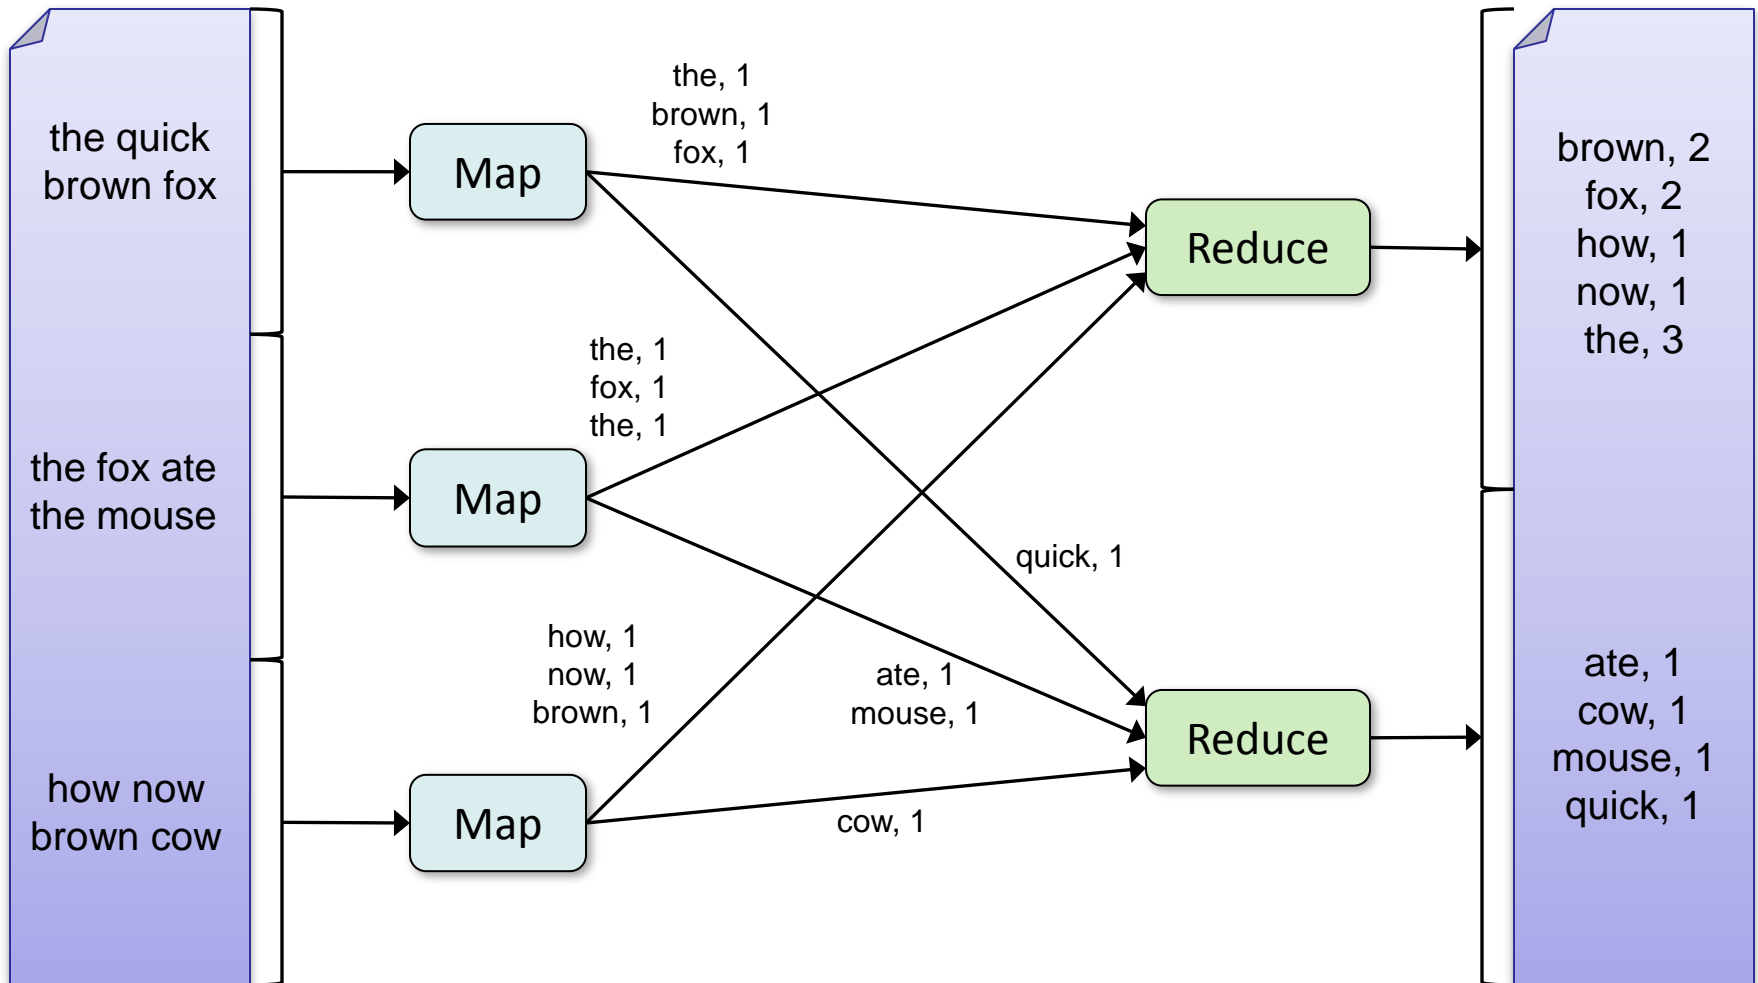 the quick
brown fox
the fox ate
the mouse
how now
brown cow
Map
Map
Map
the, 1
brown, 1
fox, 1
the, 1
fox, 1
the, 1
how, 1
now, 1
brown, 1
quick, 1
ate, 1
mouse, 1
cow, 1
Reduce
Reduce
brown, 2
fox, 2
how, 1
now, 1
the, 3
ate, 1
cow, 1
mouse, 1
quick, 1